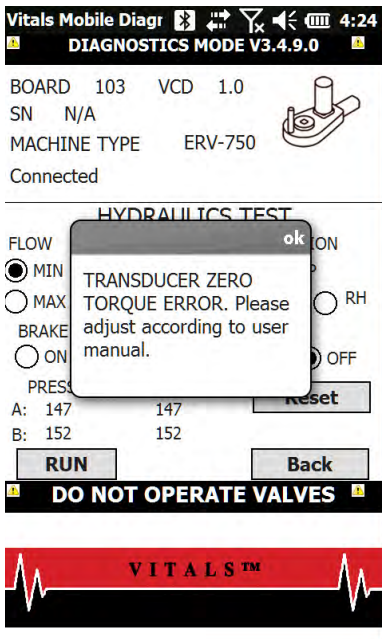 Vitals Mobile Diagr 4:24
DIAGNOSTICS MODE V3.4.9.0
BOARD 103 VCD 1.0
SN N/A
MACHINE TYPE ERV-750
Connected
HYDRAULICS TEST
FLOW ION
ok
MIN P
TRANSDUCER ZERO
TORQUE ERROR. Please
adjust according to user
manual.
MAX RH
BRAKE
ON OFF
PRESS
Reset
A: 147 147
B: 152 152
RUN Back
DO NOT OPERATE VALVES
VITALS™